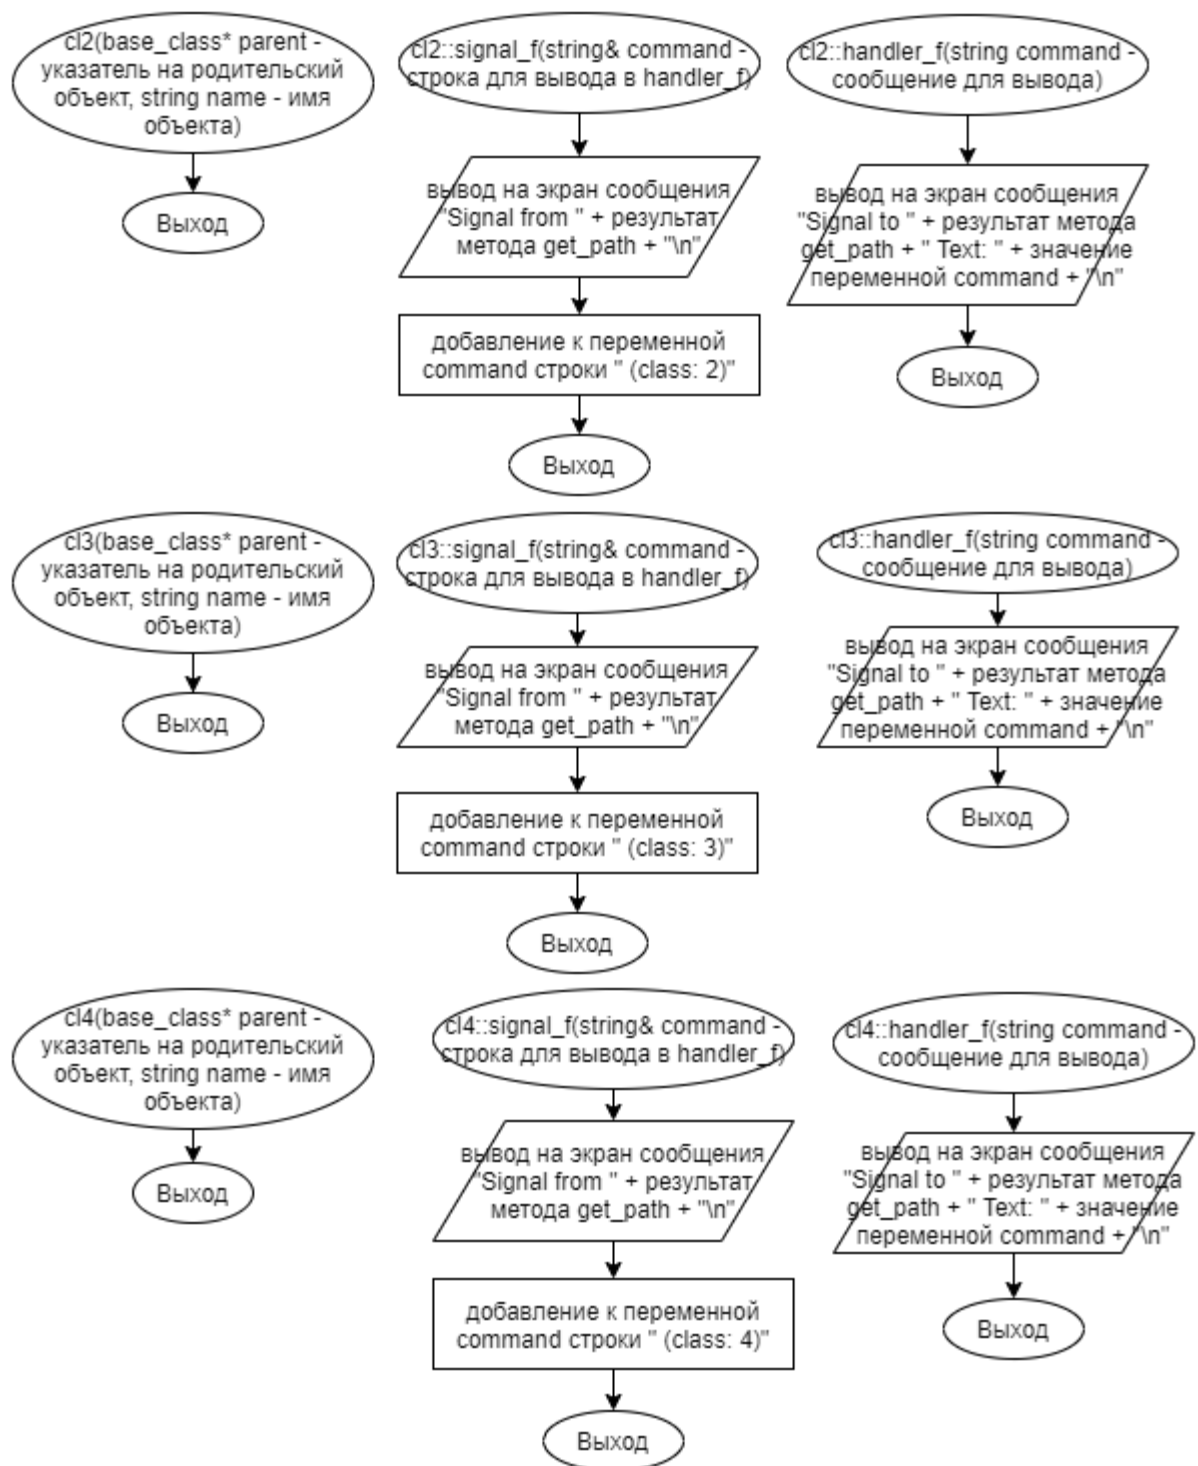 cl2(base_class* parent -
указатель на родительский
объект, string name - имя
объекта)
Выход
cl2::signal_f(string& command -
строка для вывода в handler_f)
вывод на экран сообщения
"Signal from " + результат
метода get_path + "\n"
добавление к переменной
command строки " (class: 2)"
Выход
cl2::handler_f(string command -
сообщение для вывода)
вывод на экран сообщения
"Signal to " + результат метода
get_path + " Text: " + значение
переменной command + "\n"
Выход
cl3(base_class* parent -
указатель на родительский
объект, string name - имя
объекта)
Выход
cl3::signal_f(string& command -
строка для вывода в handler_f)
вывод на экран сообщения
"Signal from " + результат
метода get_path + "\n"
добавление к переменной
command строки " (class: 3)"
Выход
cl3::handler_f(string command -
сообщение для вывода)
вывод на экран сообщения
"Signal to " + результат метода
get_path + " Text: " + значение
переменной command + "\n"
Выход
cl4(base_class* parent -
указатель на родительский
объект, string name - имя
объекта)
Выход
cl4::signal_f(string& command -
строка для вывода в handler_f)
вывод на экран сообщения
"Signal from " + результат
метода get_path + "\n"
добавление к переменной
command строки " (class: 4)"
Выход
cl4::handler_f(string command -
сообщение для вывода)
вывод на экран сообщения
"Signal to " + результат метода
get_path + " Text: " + значение
переменной command + "\n"
Выход